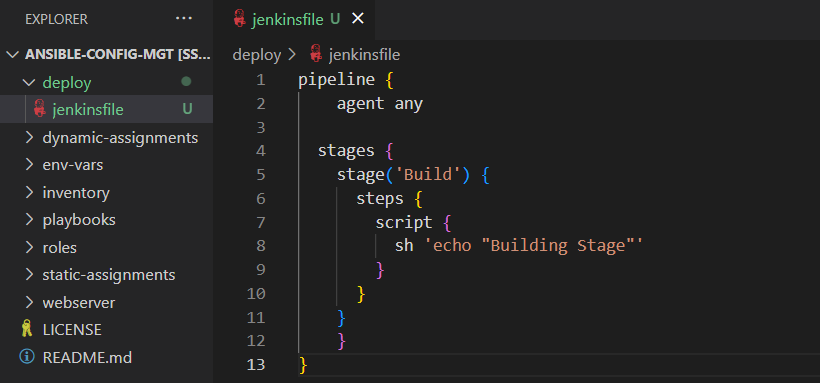 EXPLORER ...
ANSIBLE-CONFIG-MGT [SS...
deploy
jenkinsfile U
dynamic-assignments
env-vars
inventory
playbooks
roles
static-assignments
webserver
LICENSE
README.md
jenkinsfile U
deploy > jenkinsfile
1 pipeline {
2     agent any
3
4   stages {
5     stage('Build') {
6       steps {
7         script {
8           sh 'echo "Building Stage"'
9         }
10       }
11     }
12     }
13 }